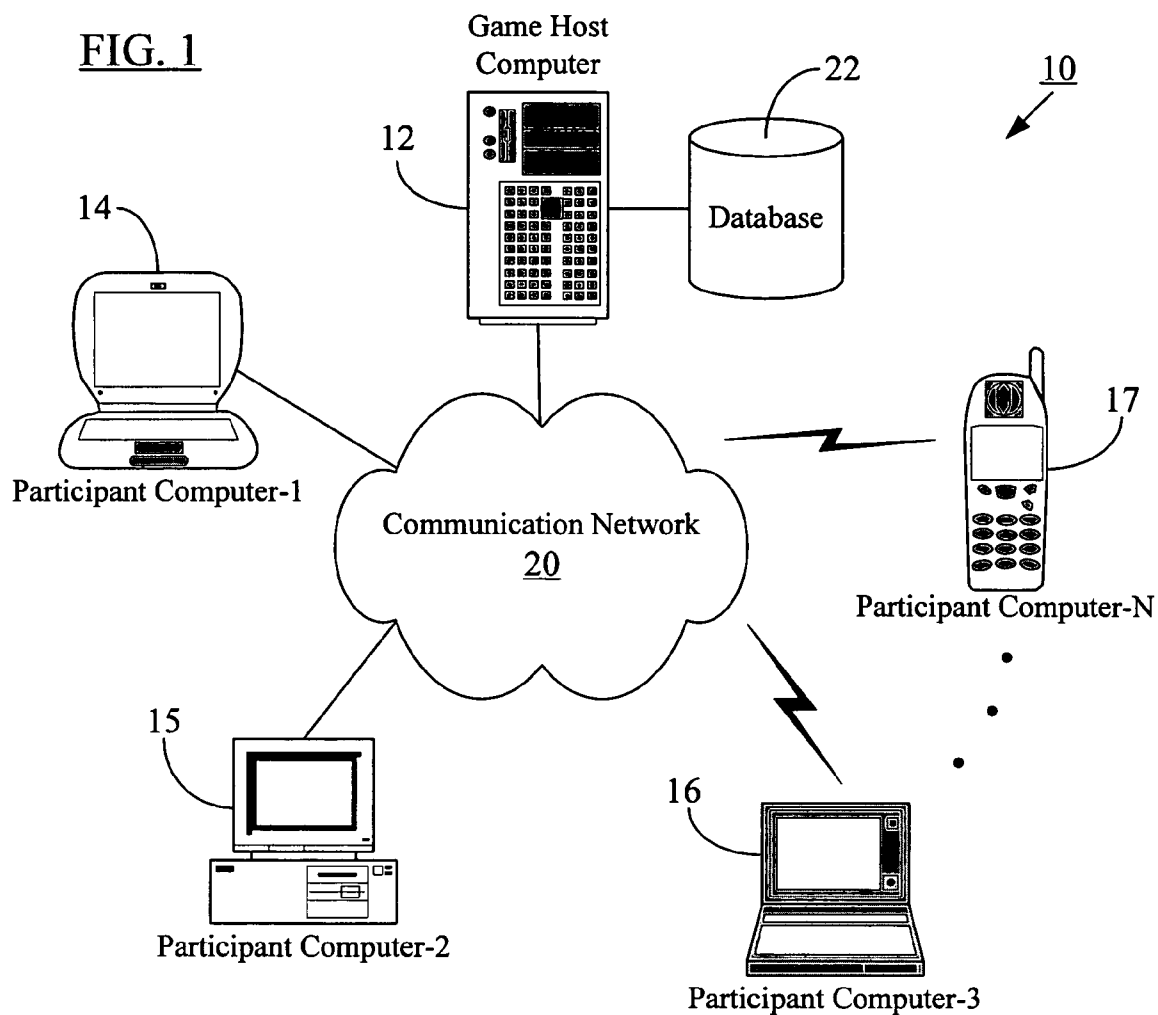 FIG. 1
Game Host
Computer
22
10
12
14
Database
Participant Computer-1
17
Communication Network
20
Participant Computer-N
15
16
Participant Computer-2
Participant Computer-3